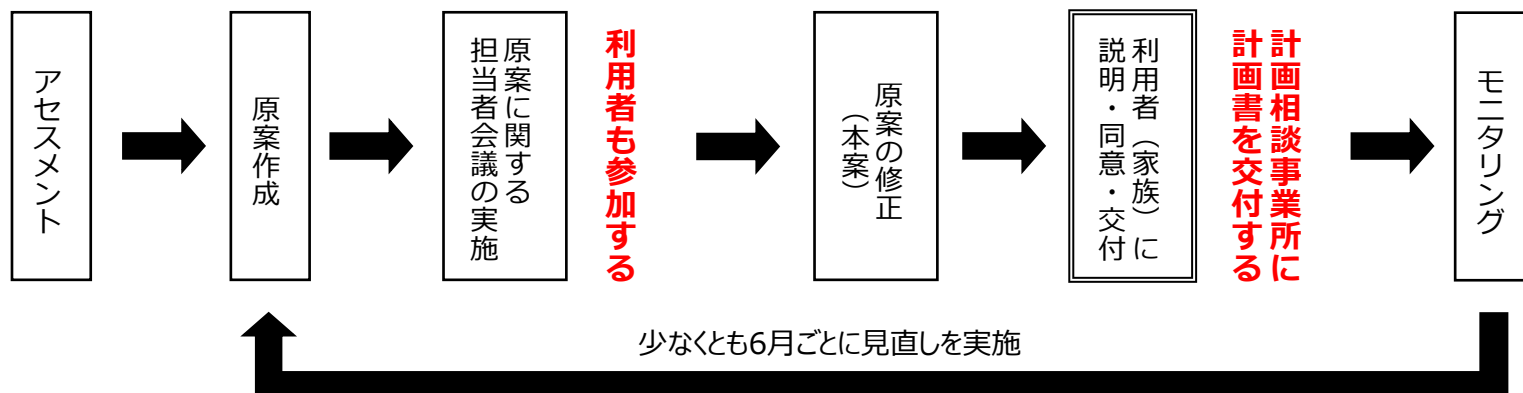 アセスメント
原案作成
原案に関する
担当者会議の実施
利用者も参加する
原案の修正
（本案）
利用者（家族）に
説明・同意・交付
計画相談事業所に
計画書を交付する
モニタリング
少なくとも6月ごとに見直しを実施